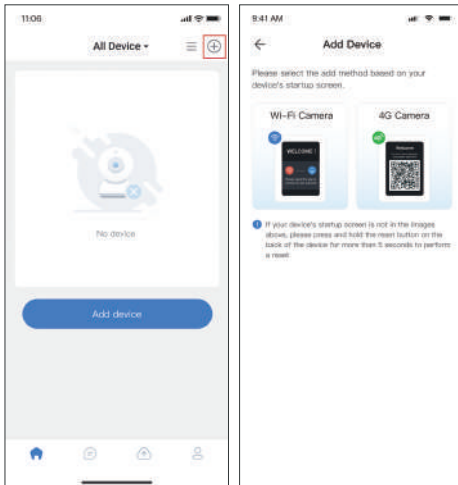 11:06
All Device
No device
Add device
9:41 AM
Add Device
Please select the add method based on your
device's startup screen.
Wi-Fi Camera
4G Camera
WELCOME !
Welcome
If your device's startup screen is not in the images
above, please press and hold the reset button on the
back of the device for more than 5 seconds to perform
a reset